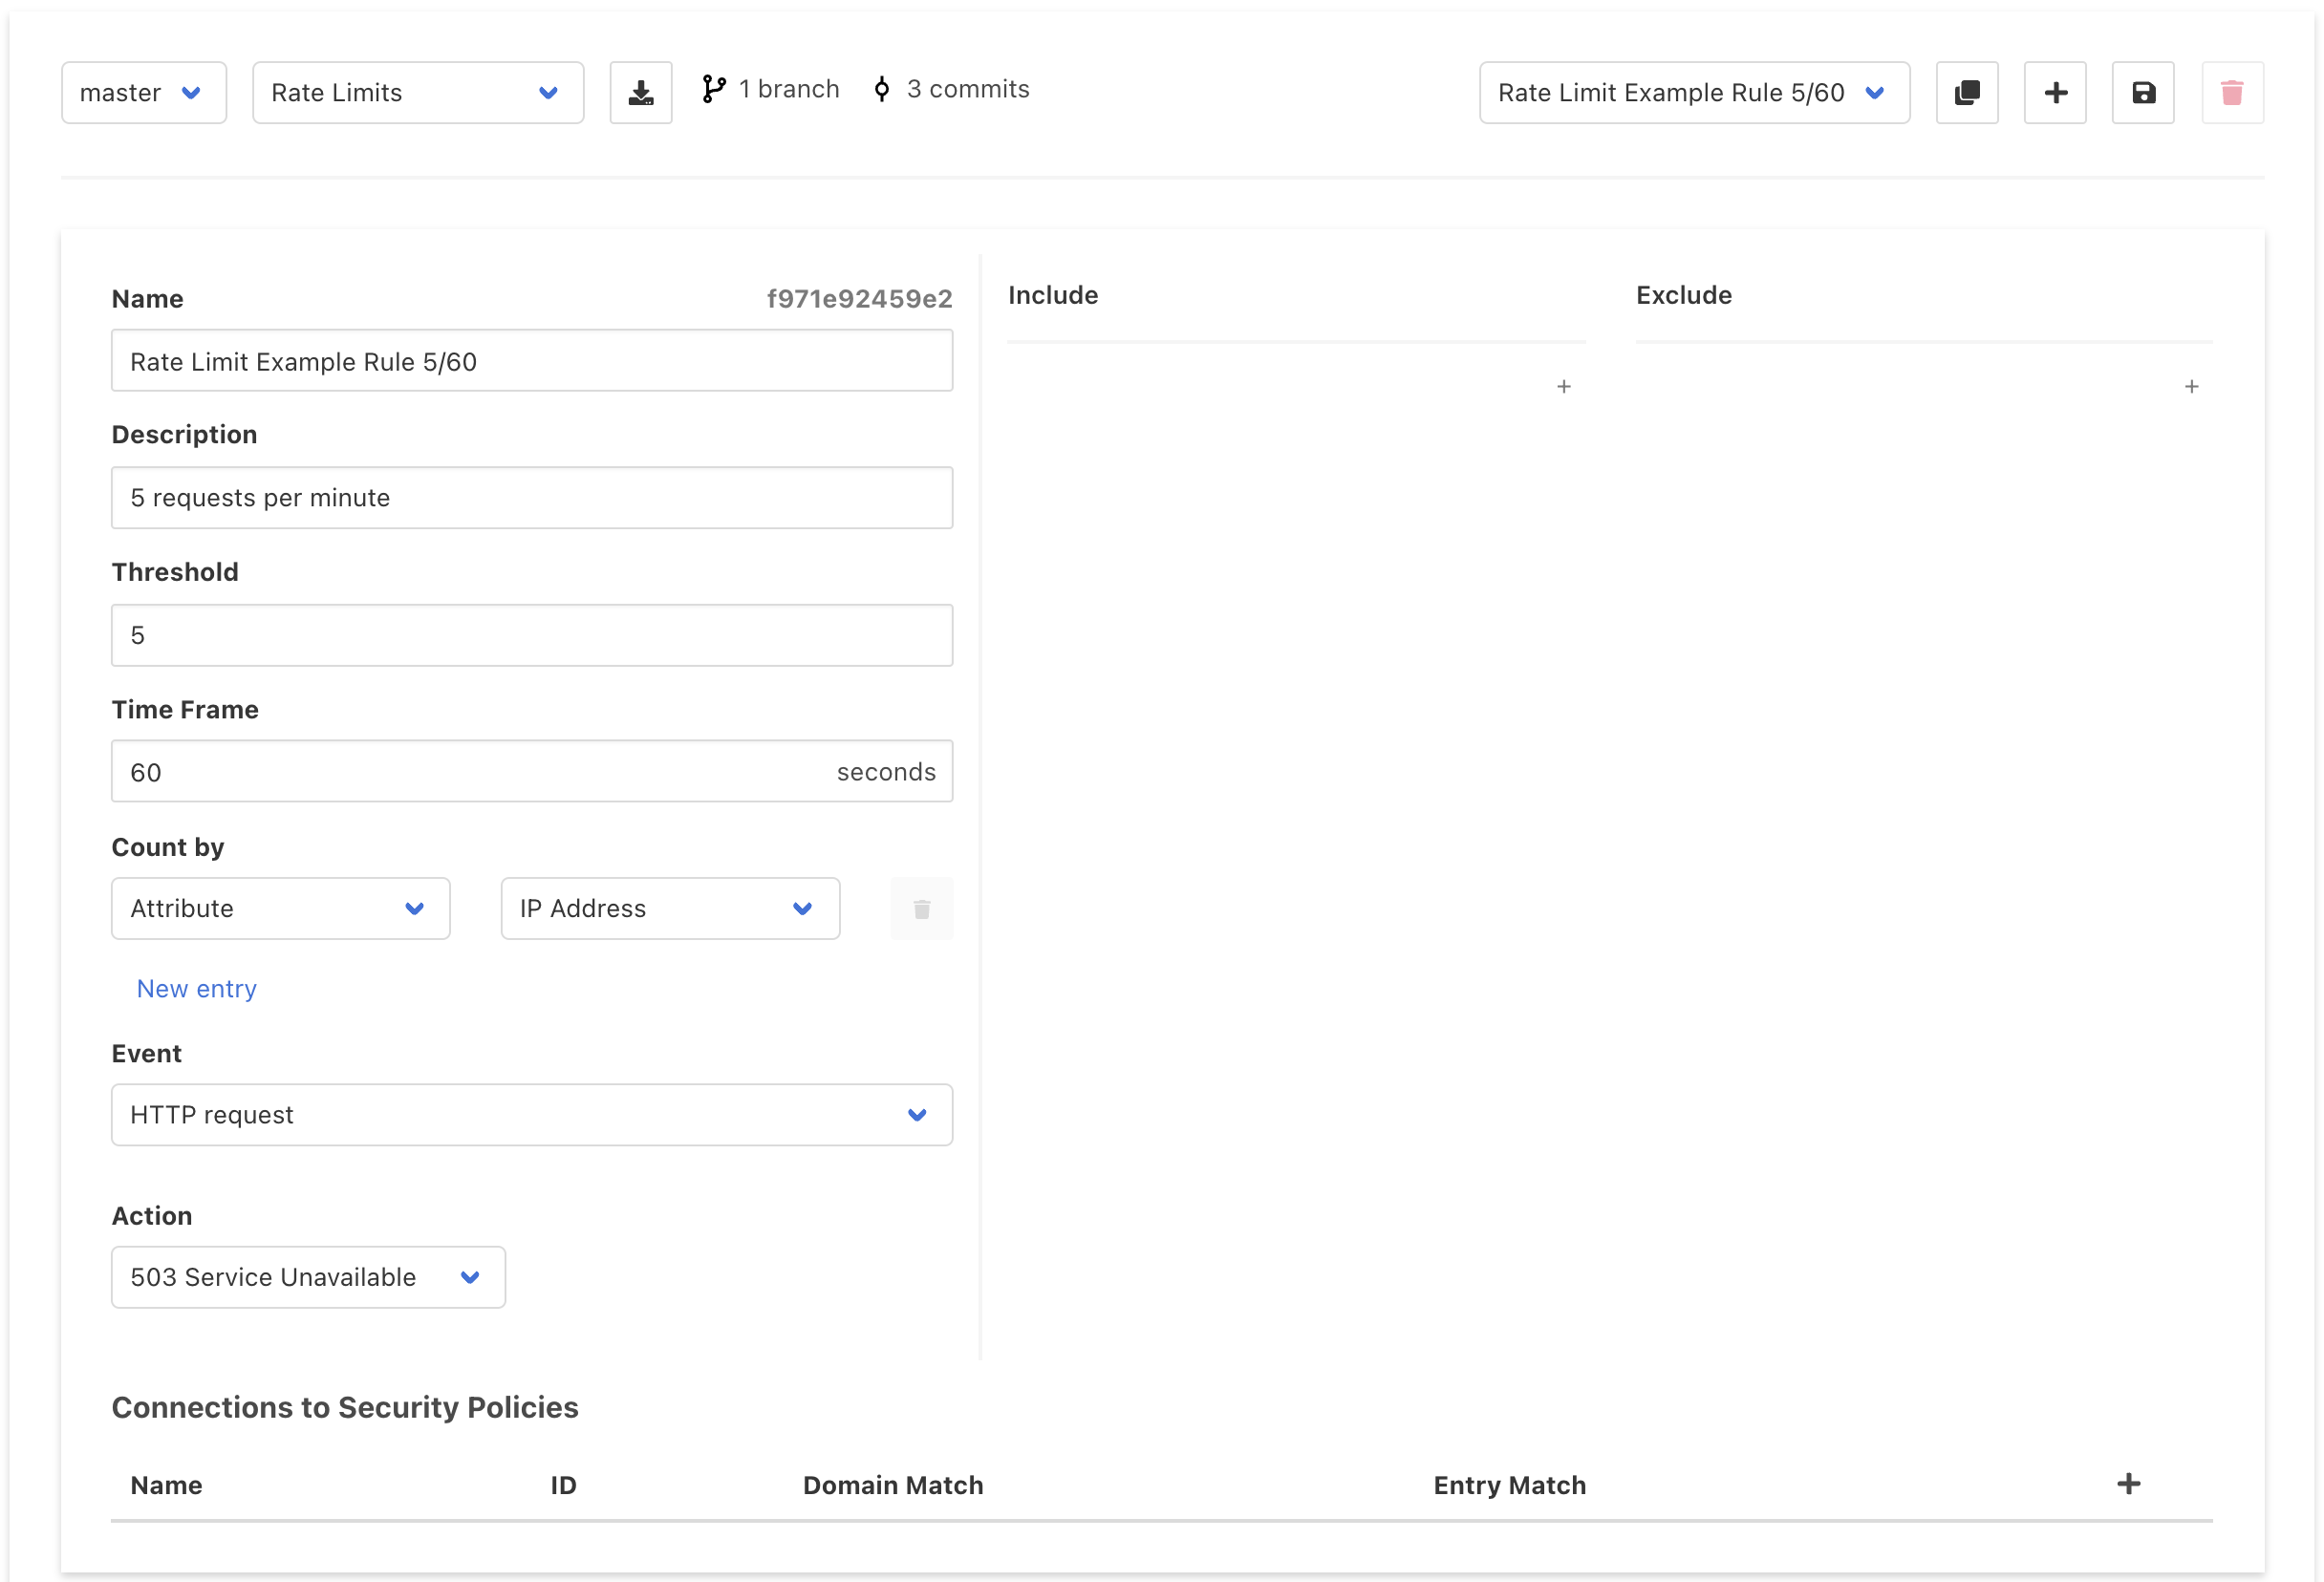 master
Rate Limits
1 branch
3 commits
Rate Limit Example Rule 5/60
Name
f971e92459e2
Rate Limit Example Rule 5/60
Description
5 requests per minute
Threshold
5
Time Frame
60
seconds
Count by
Attribute
IP Address
New entry
Event
HTTP request
Action
503 Service Unavailable
Include
Exclude
Connections to Security Policies
Name
ID
Domain Match
Entry Match